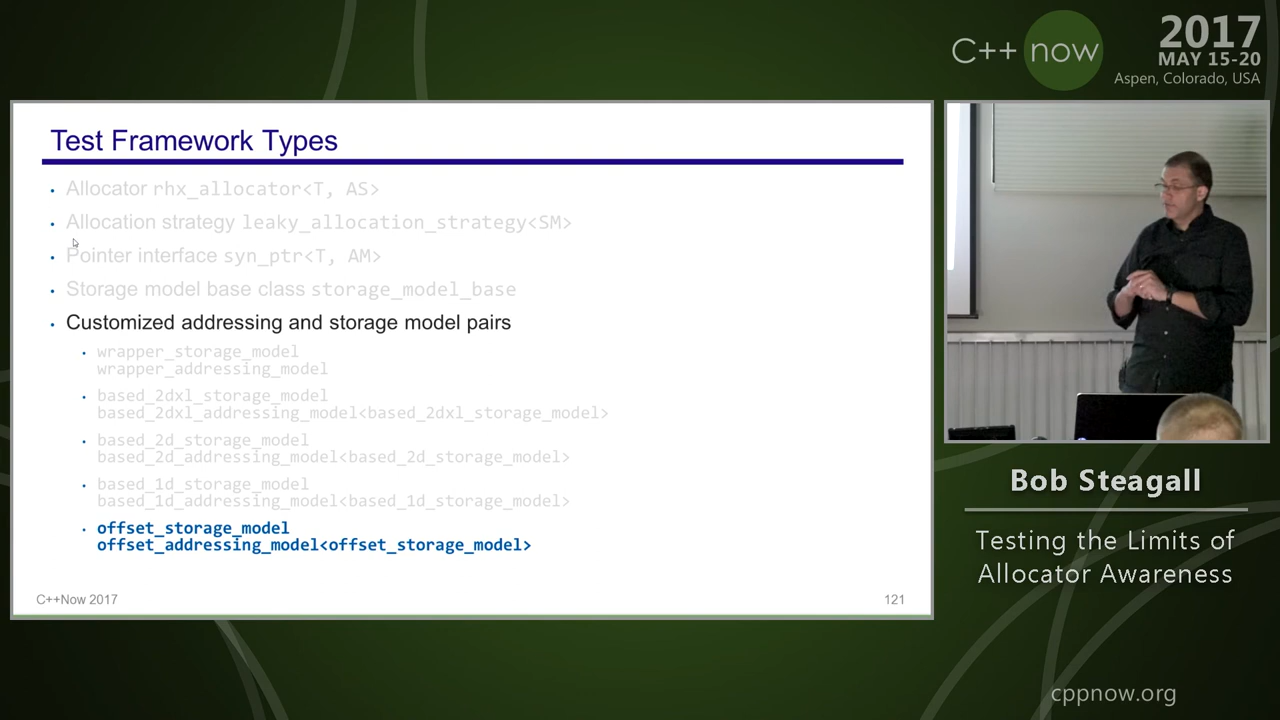 C++ now
2017
MAY 15-20
Aspen, Colorado, USA
Test Framework Types
• Allocator rhx_allocator<T, AS>
• Allocation strategy leaky_allocation_strategy<SM>
• Pointer interface syn_ptr<T, AM>
• Storage model base class storage_model_base
• Customized addressing and storage model pairs
• wrapper_storage_model
wrapper_addressing_model
• based_2dxl_storage_model
based_2dxl_addressing_model<based_2dxl_storage_model>
• based_2d_storage_model
based_2d_addressing_model<based_2d_storage_model>
• based_1d_storage_model
based_1d_addressing_model<based_1d_storage_model>
• offset_storage_model
offset_addressing_model<offset_storage_model>
C++Now 2017
121
Bob Steagall
Testing the Limits of
Allocator Awareness
cppnow.org